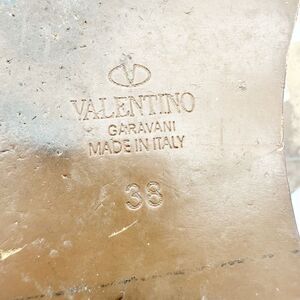 VALENTINO
GARAVANI
MADE IN ITALY
38